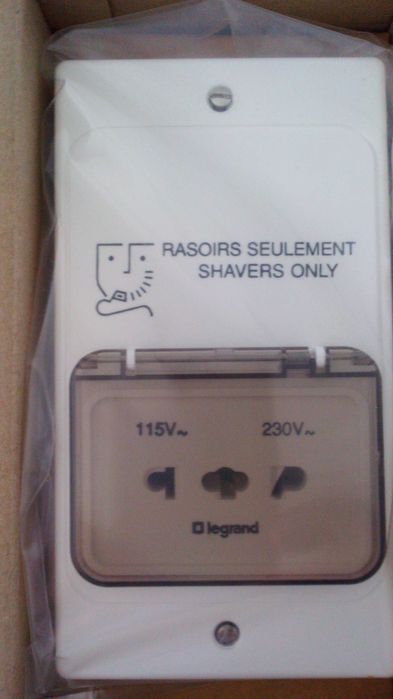 RASOIRS SEULEMENT
SHAVERS ONLY
115V~ 230V~
legrand